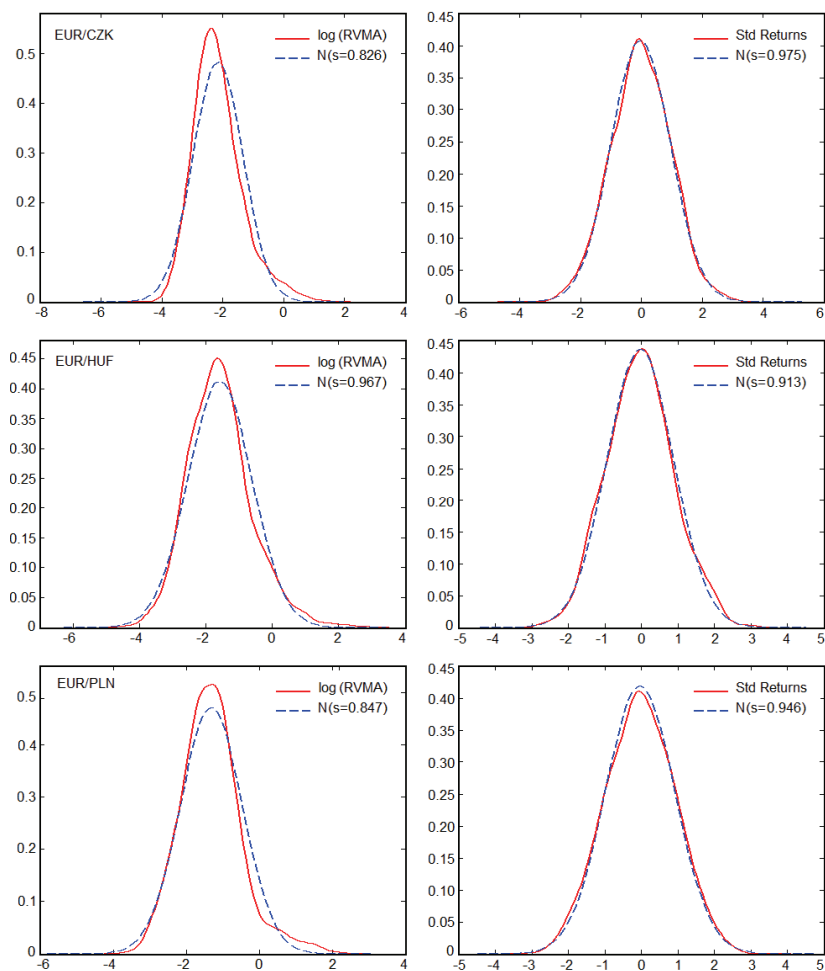 EUR/CZK
log (RVMA)
N(s=0.826)
0.5
0.4
0.3
0.2
0.1
0
-8 -6 -4 -2 0 2 4
Std Returns
N(s=0.975)
0.45
0.40
0.35
0.30
0.25
0.20
0.15
0.10
0.05
0
-6 -4 -2 0 2 4 6
EUR/HUF
log (RVMA)
N(s=0.967)
0.45
0.40
0.35
0.30
0.25
0.20
0.15
0.10
0.05
0
-6 -4 -2 0 2 4
Std Returns
N(s=0.913)
0.45
0.40
0.35
0.30
0.25
0.20
0.15
0.10
0.05
0
-5 -4 -3 -2 -1 0 1 2 3 4 5
EUR/PLN
log (RVMA)
N(s=0.847)
0.5
0.4
0.3
0.2
0.1
0
-6 -4 -2 0 2 4
Std Returns
N(s=0.946)
0.45
0.40
0.35
0.30
0.25
0.20
0.15
0.10
0.05
0
-5 -4 -3 -2 -1 0 1 2 3 4 5